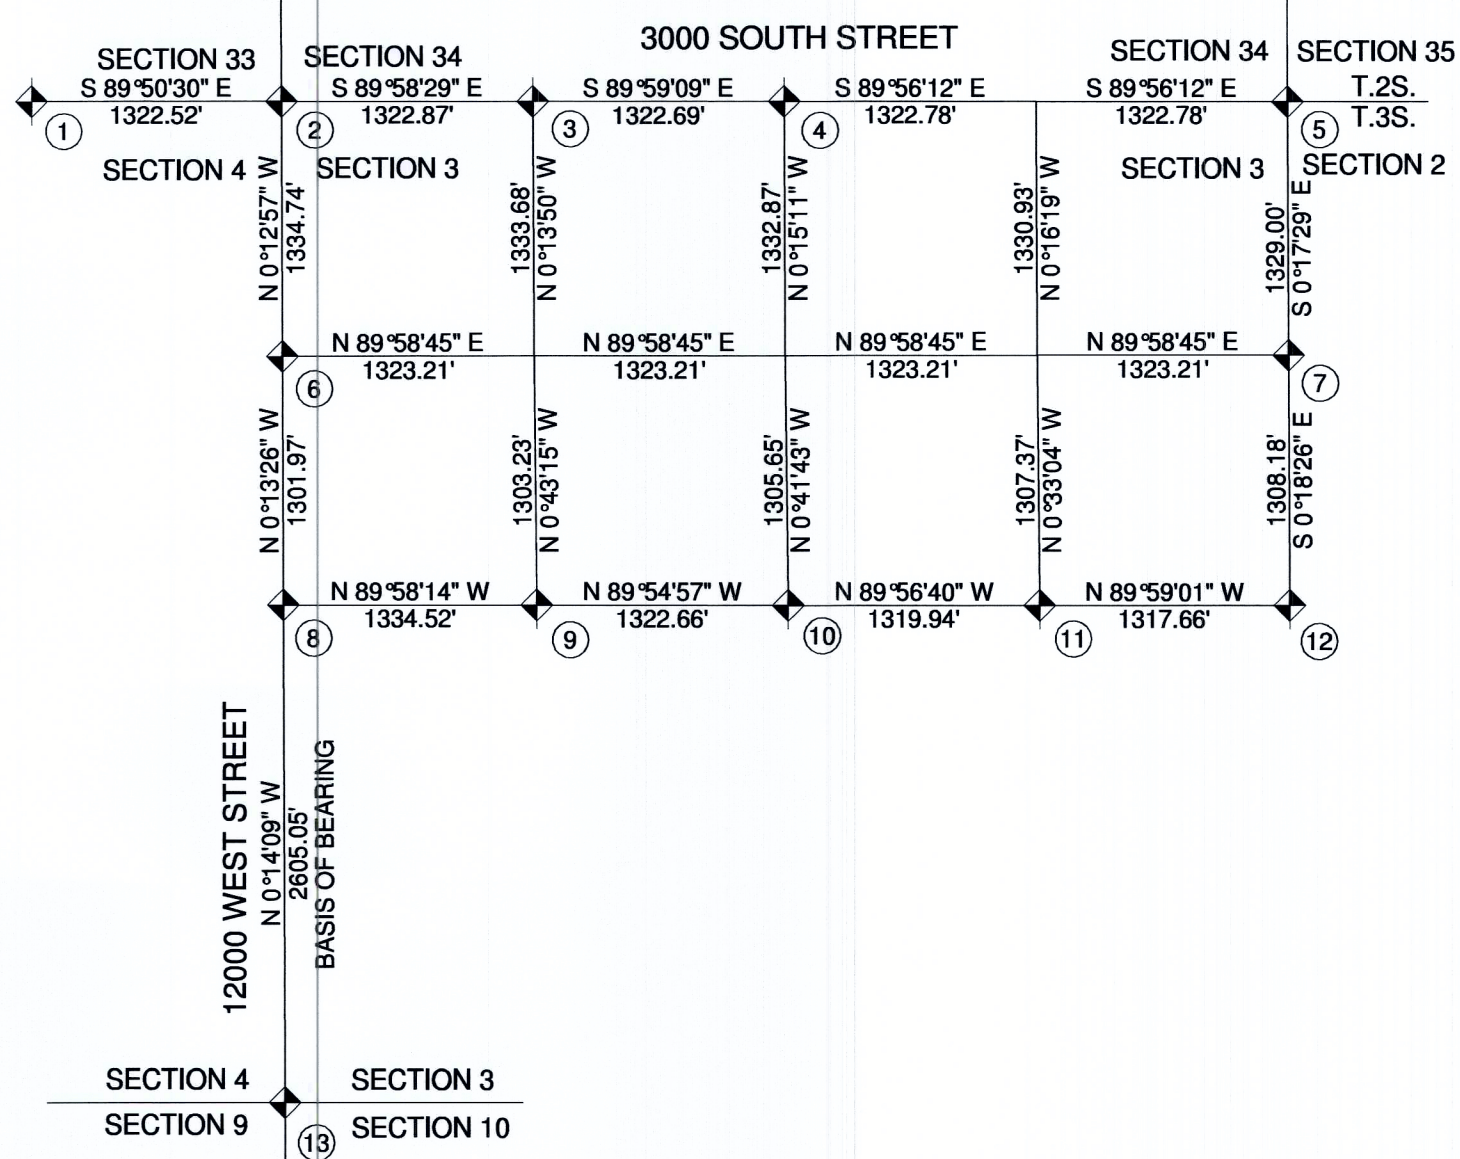 3000 SOUTH STREET
SECTION 33
SECTION 34
SECTION 34
SECTION 35
S 89°50'30" E
S 89°58'29" E
S 89°59'09" E
S 89°56'12" E
S 89°56'12" E
T.2S.
1322.52'
1322.87'
1322.69'
1322.78'
1322.78'
T.3S.
1
2
3
4
5
SECTION 4
SECTION 3
SECTION 3
SECTION 2
N 0°12'57" W
1334.74'
1333.68'
N 0°13'50" W
1332.87'
N 0°15'11" W
1330.93'
N 0°16'19" W
1329.00'
S 0°17'29" E
N 89°58'45" E
N 89°58'45" E
N 89°58'45" E
N 89°58'45" E
1323.21'
1323.21'
1323.21'
1323.21'
6
7
N 0°13'26" W
1301.97'
1303.23'
N 0°43'15" W
1305.65'
N 0°41'43" W
1307.37'
N 0°33'04" W
1308.18'
S 0°18'26" E
N 89°58'14" W
N 89°54'57" W
N 89°56'40" W
N 89°59'01" W
1334.52'
1322.66'
1319.94'
1317.66'
8
9
10
11
12
12000 WEST STREET
N 0°14'09" W
2605.05'
BASIS OF BEARING
SECTION 4
SECTION 3
SECTION 9
SECTION 10
13